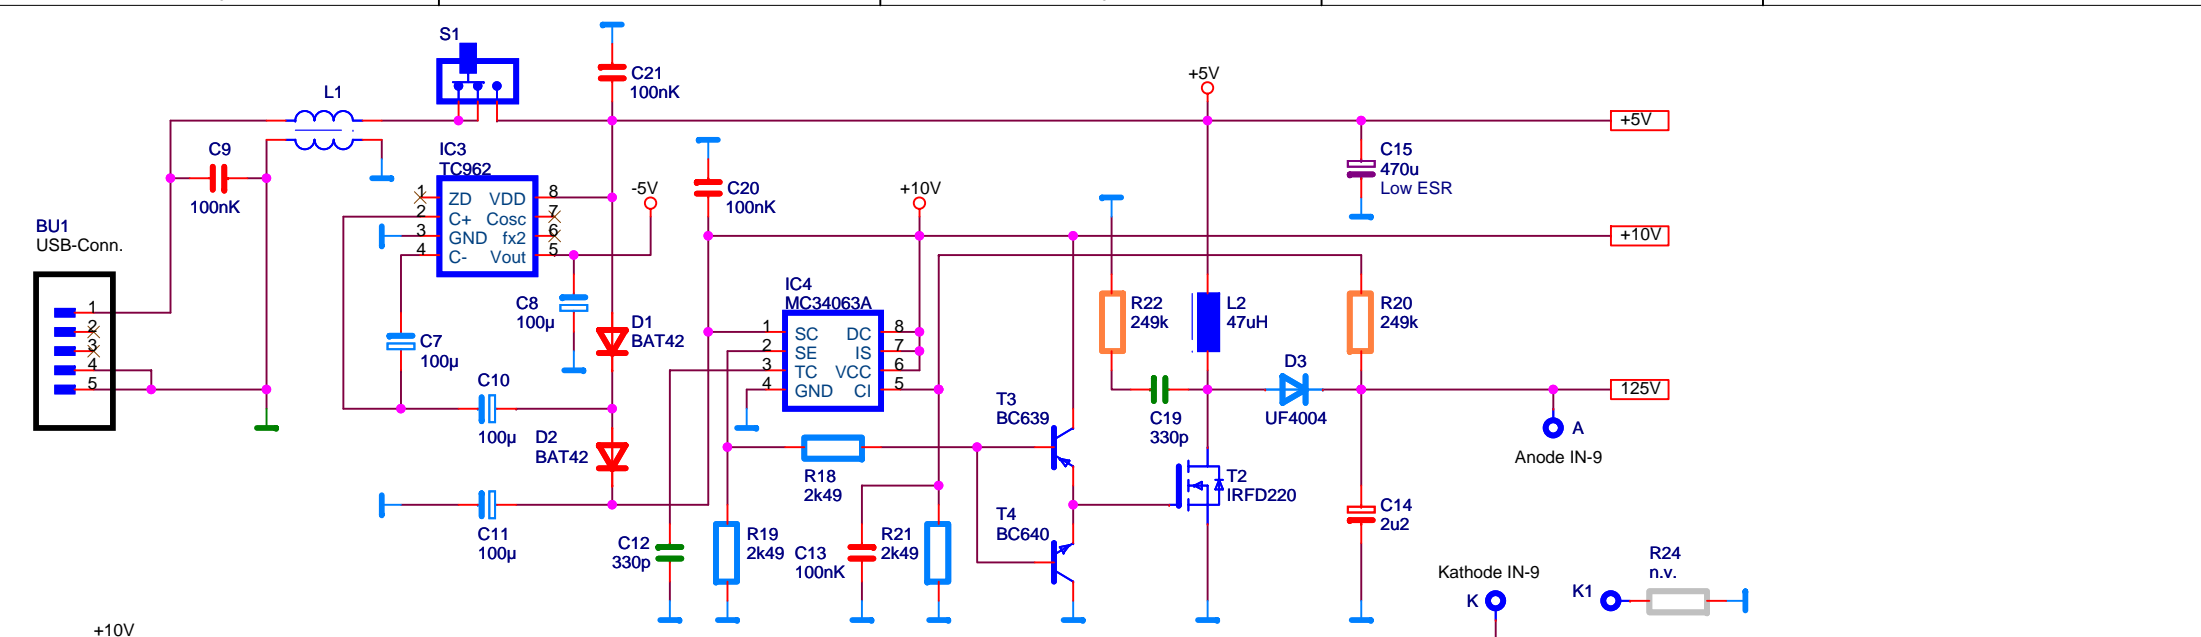 S1
C21
100nK
L1
+5V
+5V
C9
100nK
IC3
TC962
1 ZD VDD 8
2 C+ Cosc 7
3 GND fx2 6
4 C- Vout 5
-5V
C20
100nK
+10V
C15
470u
Low ESR
BU1
USB-Conn.
1
2
3
4
5
+10V
C8
100µ
C7
100µ
D1
BAT42
IC4
MC34063A
1 SC DC 8
2 SE IS 7
3 TC VCC 6
4 GND CI 5
R22
249k
L2
47uH
R20
249k
C10
100µ
D2
BAT42
T3
BC639
C19
330p
D3
UF4004
125V
A
Anode IN-9
R18
2k49
C11
100µ
C12
330p
R19
2k49
C13
100nK
R21
2k49
T4
BC640
T2
IRFD220
C14
2u2
Kathode IN-9
K
K1
R24
n.v.
+10V